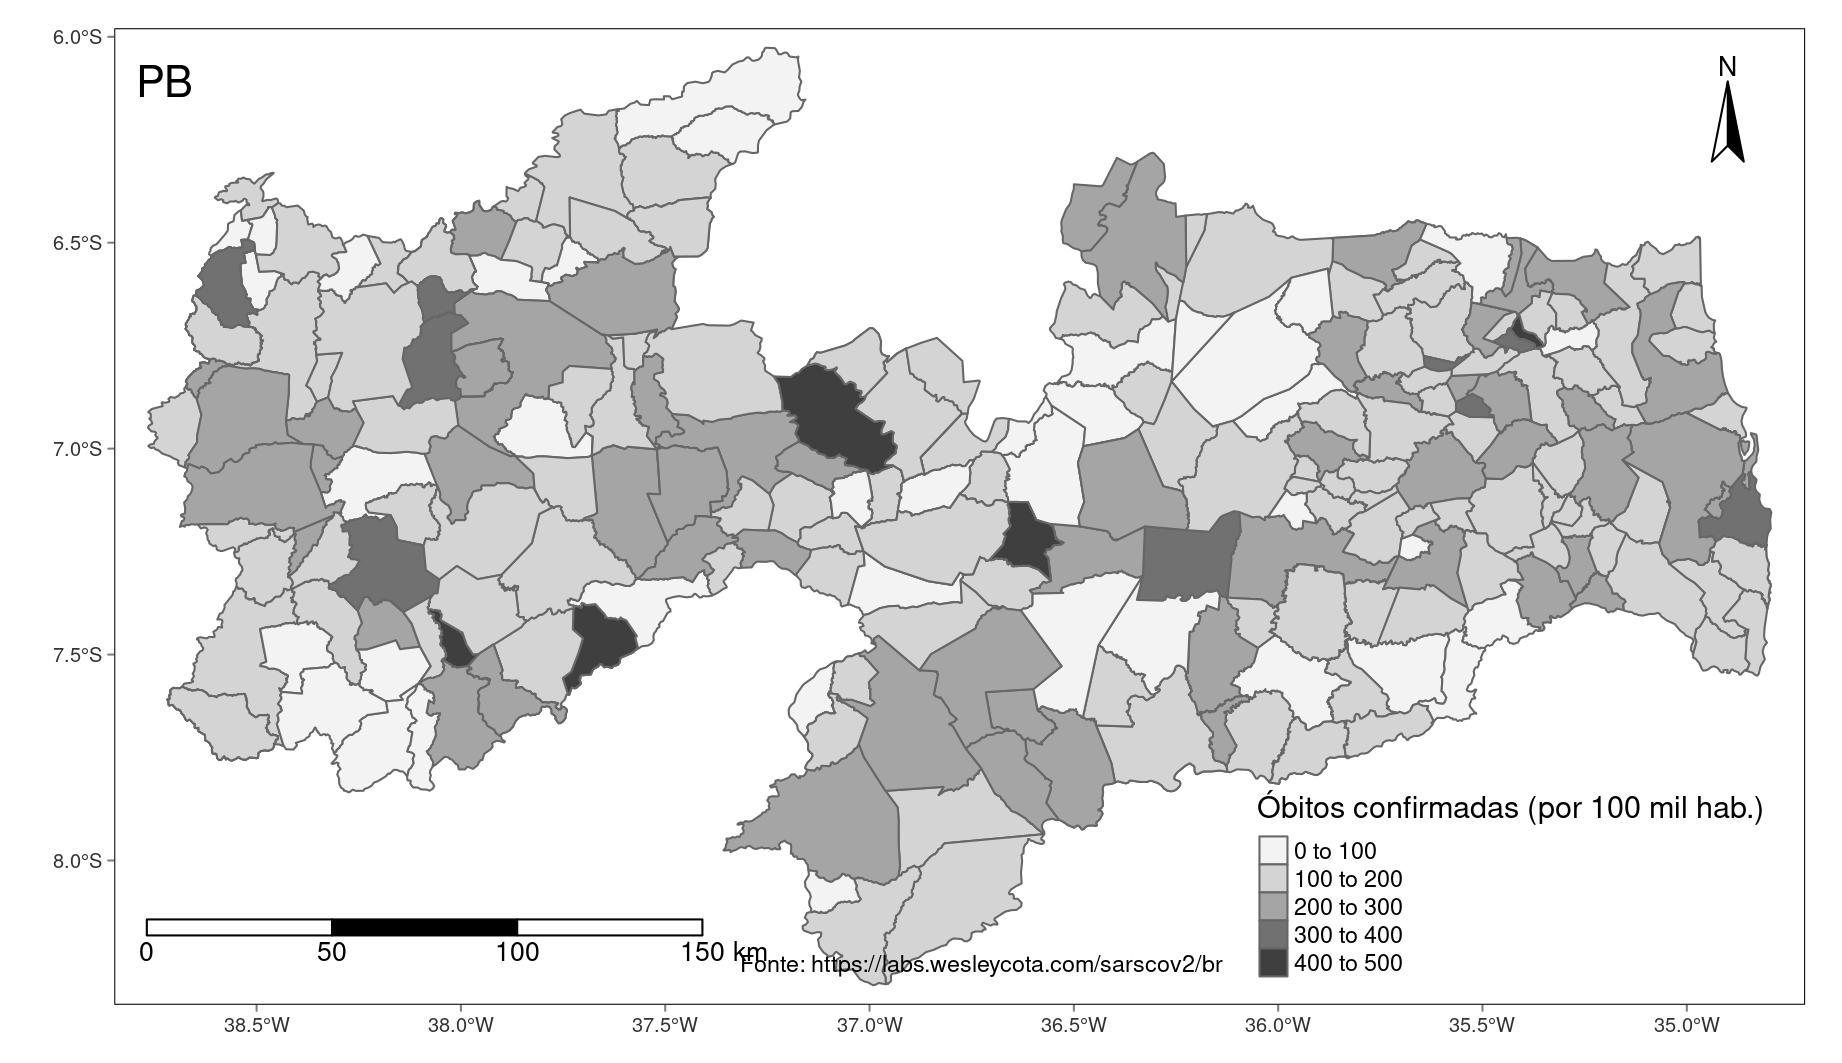 6.0°S
PB
N
6.5°S
7.0°S
7.5°S
8.0°S
Óbitos confirmadas (por 100 mil hab.)
0 to 100
100 to 200
200 to 300
300 to 400
400 to 500
0 50 100 150 km
Fonte: https://labs.wesleycota.com/sarscov2/br
38.5°W 38.0°W 37.5°W 37.0°W 36.5°W 36.0°W 35.5°W 35.0°W